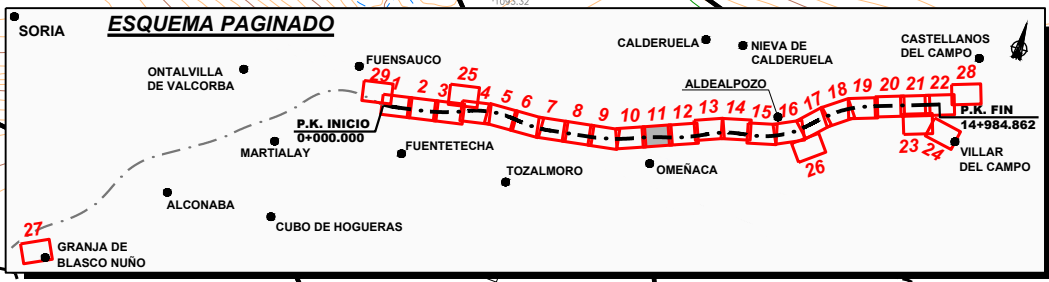 1095.32
ESQUEMA PAGINADO
SORIA
ONTALVILLA
DE VALCORBA
FUENSAUCO
CALDERUELA
NIEVA DE
CALDERUELA
CASTELLANOS
DEL CAMPO
ALDEALPOZO
29 1 2 3 25 4 5 6 7 8 9 10 11 12 13 14 15 16 17 18 19 20 21 22 28
P.K. INICIO
0+000.000
P.K. FIN
14+984.862
MARTIALAY
FUENTETECHA
TOZALMORO
OMEÑACA
26
23
24
VILLAR
DEL CAMPO
ALCONABA
CUBO DE HOGUERAS
27
GRANJA DE
BLASCO NUÑO